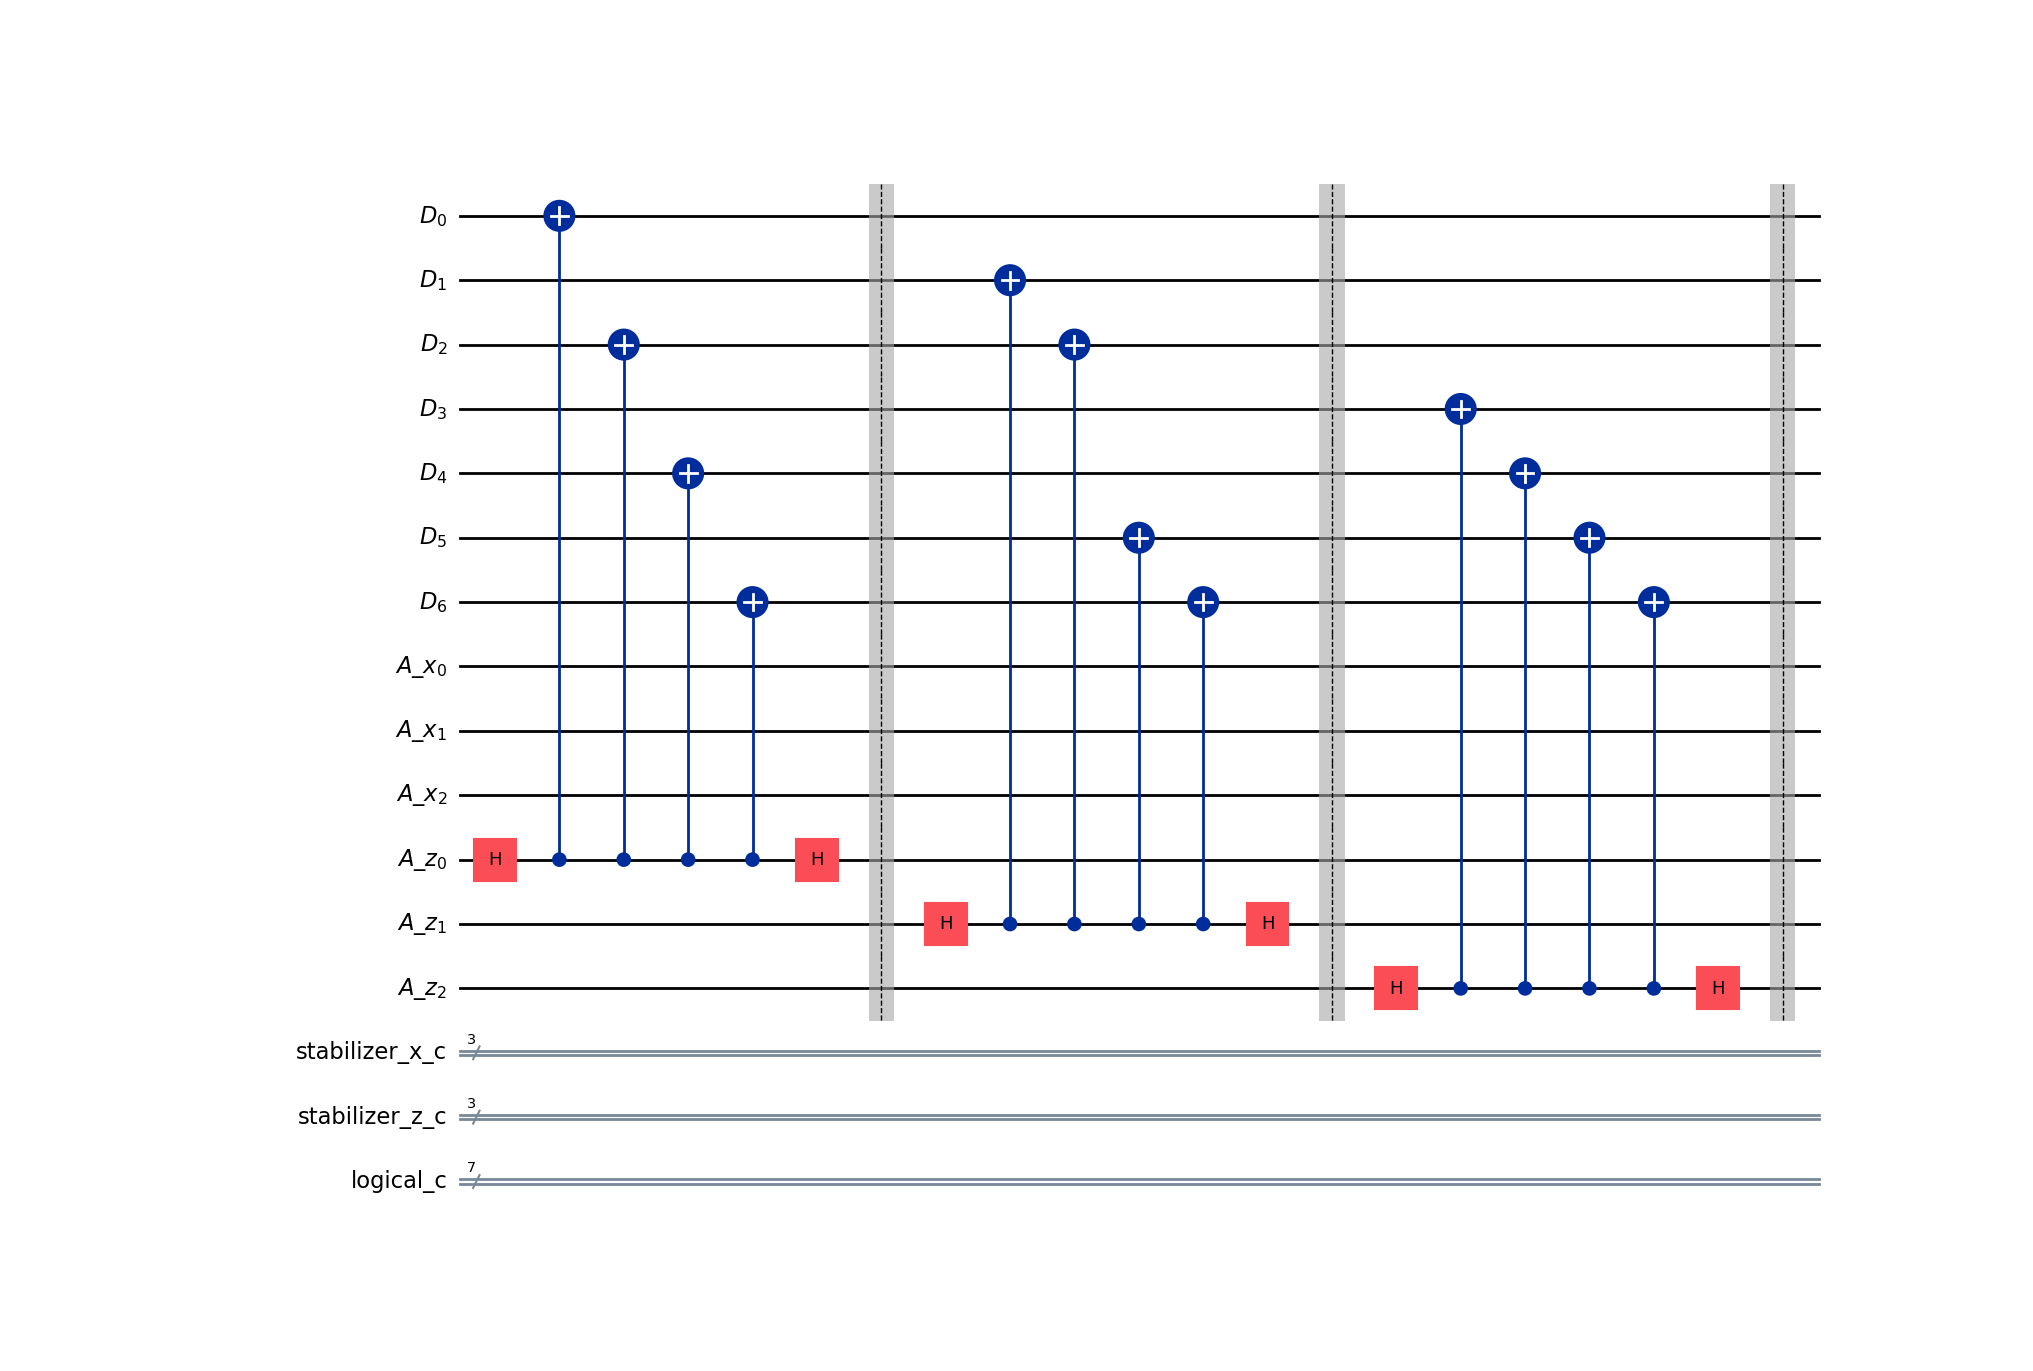 D0
D1
D2
D3
D4
D5
D6
A_x0
A_x1
A_x2
A_z0 H H
A_z1 H H
A_z2 H H
stabilizer_x_c 3
stabilizer_z_c 3
logical_c 7